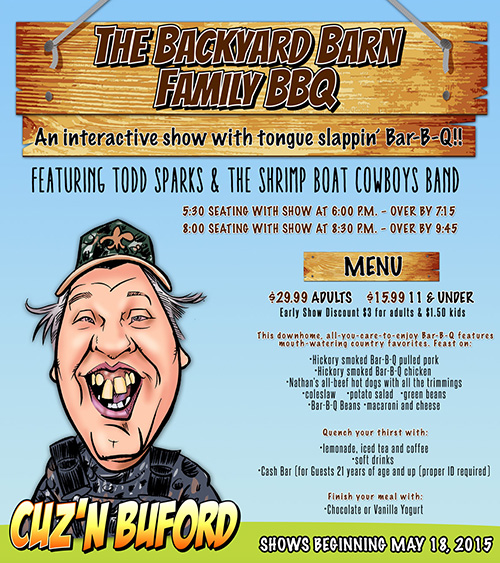 The Backyard Barn
Family BBQ
An interactive show with tongue slappin' Bar-B-Q!!
FEATURING TODD SPARKS & THE SHRIMP BOAT COWBOYS BAND
5:30 SEATING WITH SHOW AT 6:00 P.M. - OVER BY 7:15
8:00 SEATING WITH SHOW AT 8:30 P.M. - OVER BY 9:45
MENU
$29.99 ADULTS $15.99 11 & UNDER
Early Show Discount $3 for adults & $1.50 kids
This downhome, all-you-care-to-enjoy Bar-B-Q features
mouth-watering country favorites. Feast on:
•Hickory smoked Bar-B-Q pulled pork
•Hickory smoked Bar-B-Q chicken
•Nathan's all-beef hot dogs with all the trimmings
•coleslaw •potato salad •green beans
•Bar-B-Q Beans •macaroni and cheese
Quench your thirst with:
•lemonade, iced tea and coffee
•soft drinks
•Cash Bar (for Guests 21 years of age and up (proper ID required)
Finish your meal with:
•Chocolate or Vanilla Yogurt
CUZ'N BUFORD
SHOWS BEGINNING MAY 18, 2015